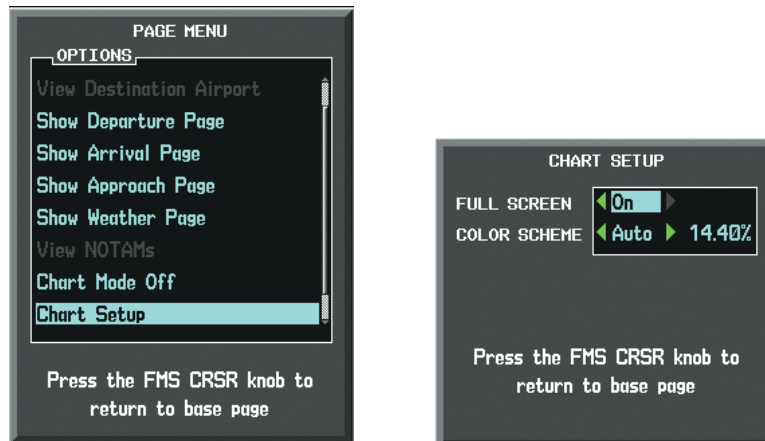 PAGE MENU
OPTIONS
View Destination Airport
Show Departure Page
Show Arrival Page
Show Approach Page
Show Weather Page
View NOTAMs
Chart Mode Off
Chart Setup
Press the FMS CRSR knob to
return to base page
CHART SETUP
FULL SCREEN On
COLOR SCHEME Auto 14.40%
Press the FMS CRSR knob to
return to base page